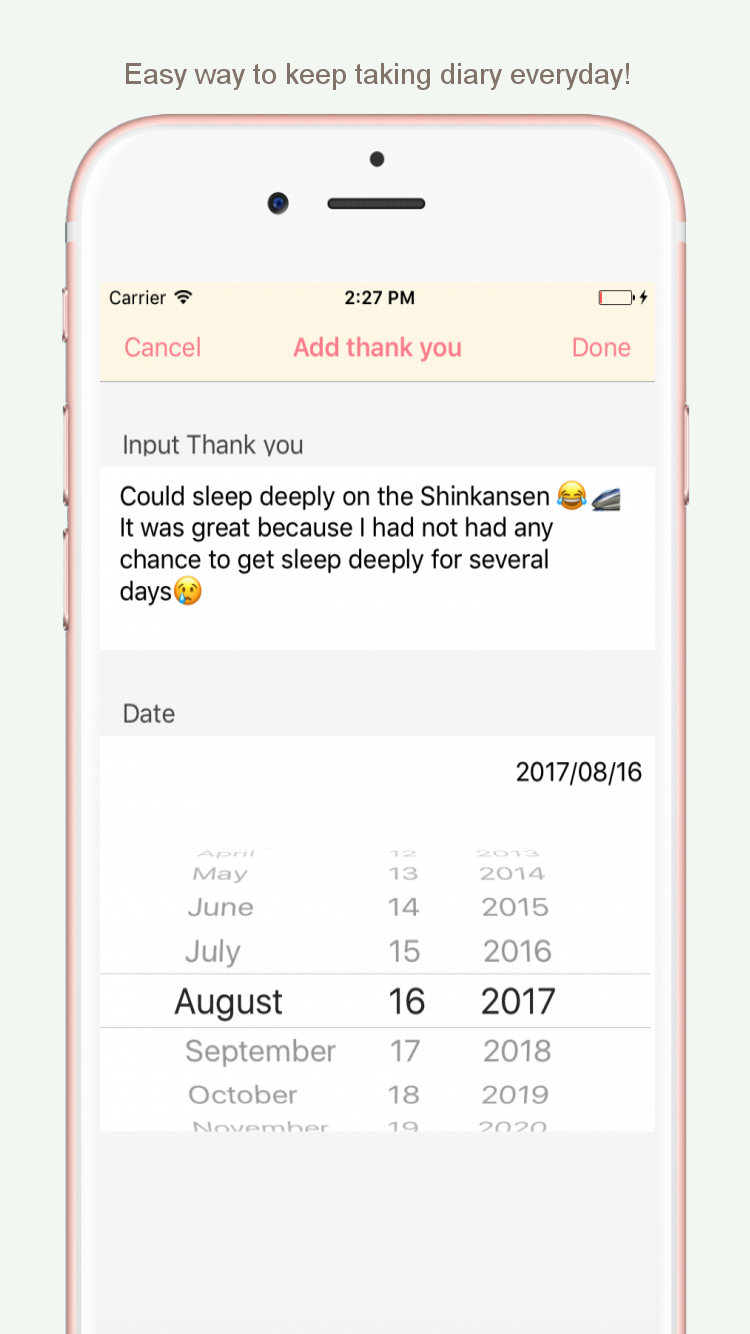 Easy way to keep taking diary everyday!
Carrier 2:27 PM
Cancel Add thank you Done
Input Thank you
Could sleep deeply on the Shinkansen 😂🚄
It was great because I had not had any
chance to get sleep deeply for several
days😢
Date
2017/08/16
April 12 2013
May 13 2014
June 14 2015
July 15 2016
August 16 2017
September 17 2018
October 18 2019
November 19 2020